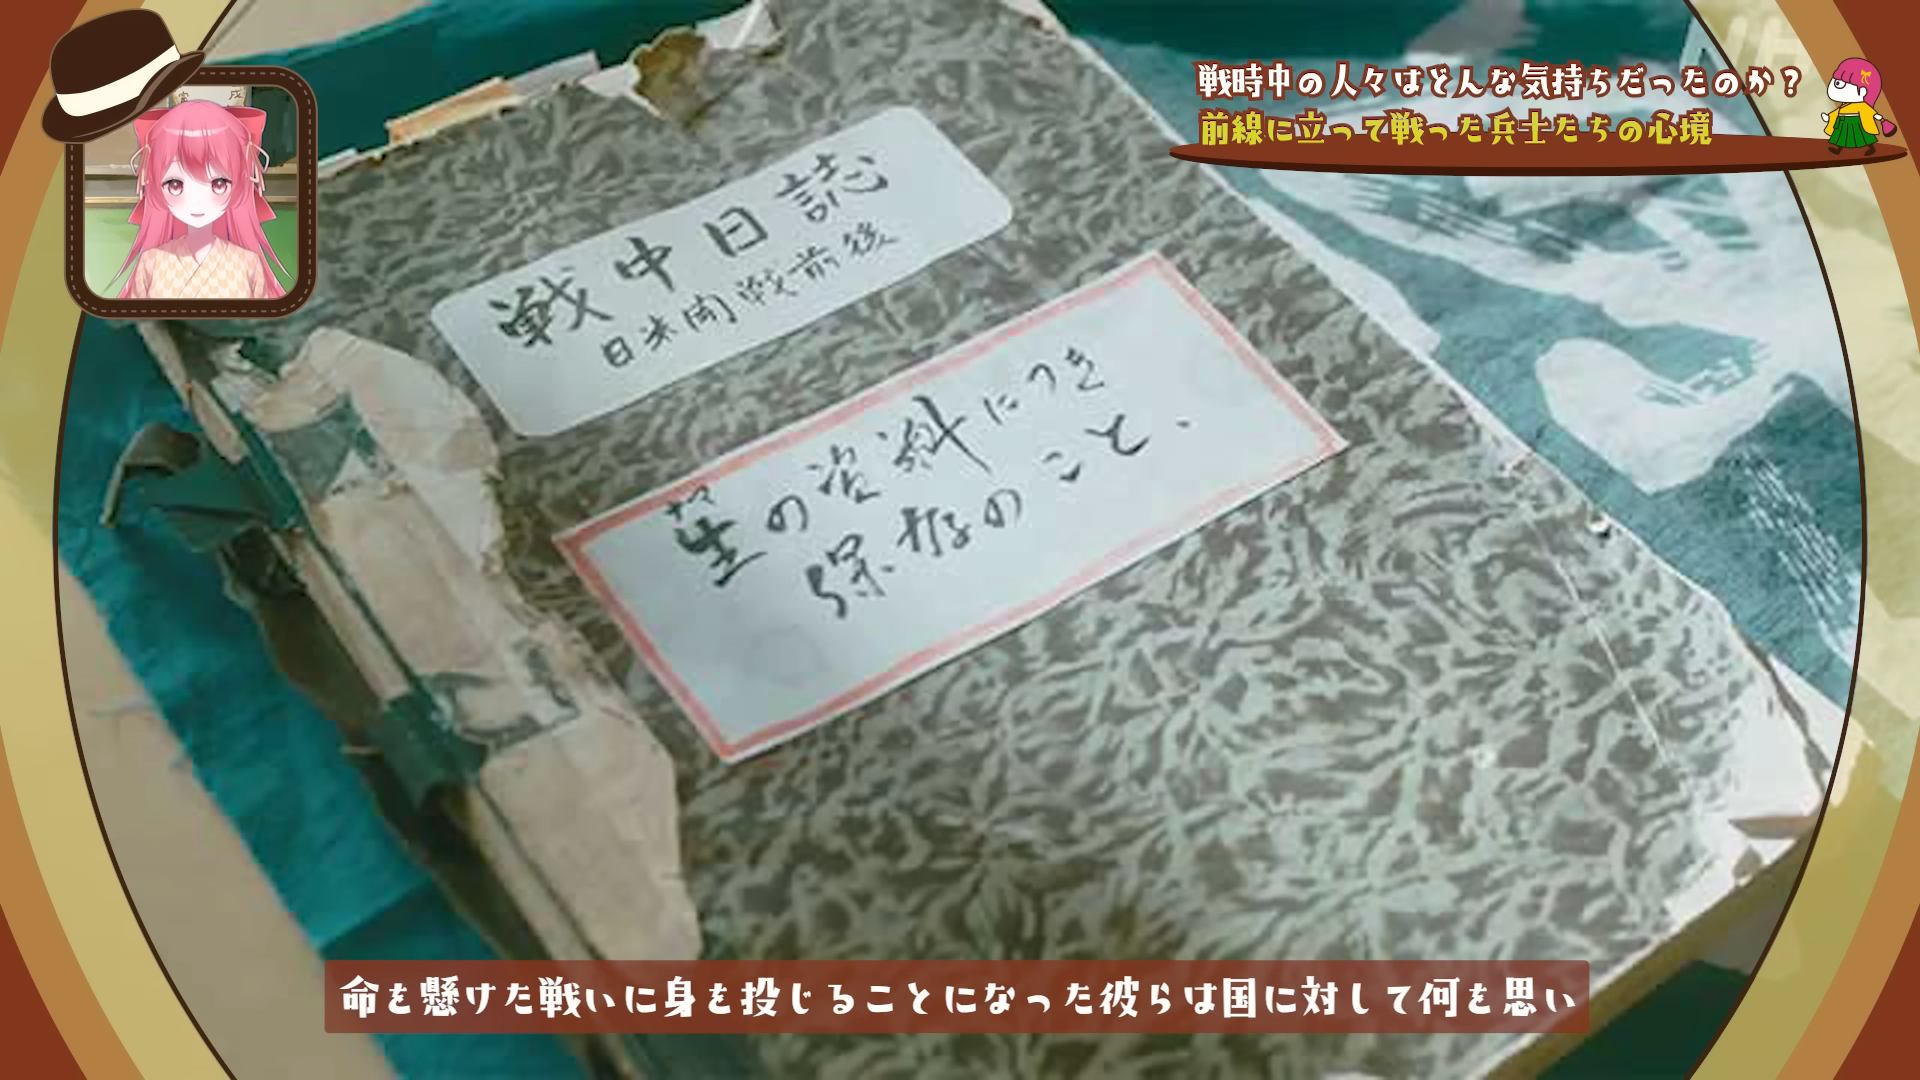 戦時中の人々はどんな気持ちだったのか？
前線に立って戦った兵士たちの心境
戦中日誌
日米開戦前後
生の資料につき
保存のこと.
命を懸けた戦いに身を投じることになった彼らは国に対して何を思い